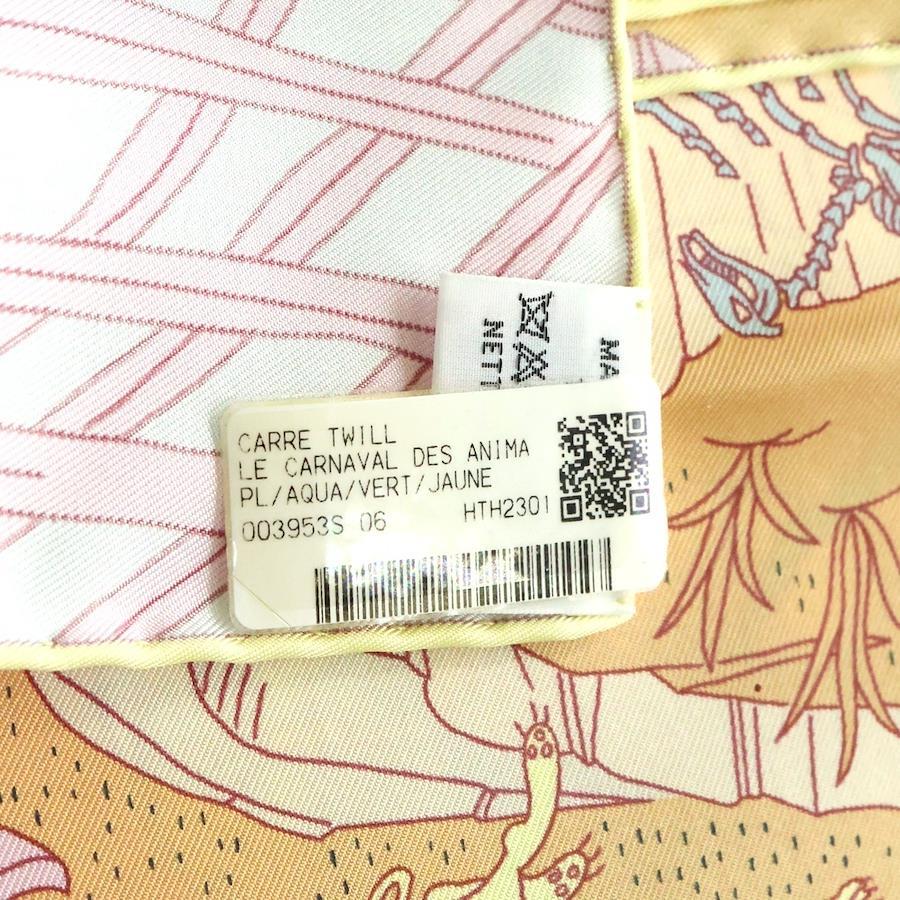 CARRE TWILL
LE CARNAVAL DES ANIMA
PL/AQUA/VERT/JAUNE
003953S 06 HTH2301